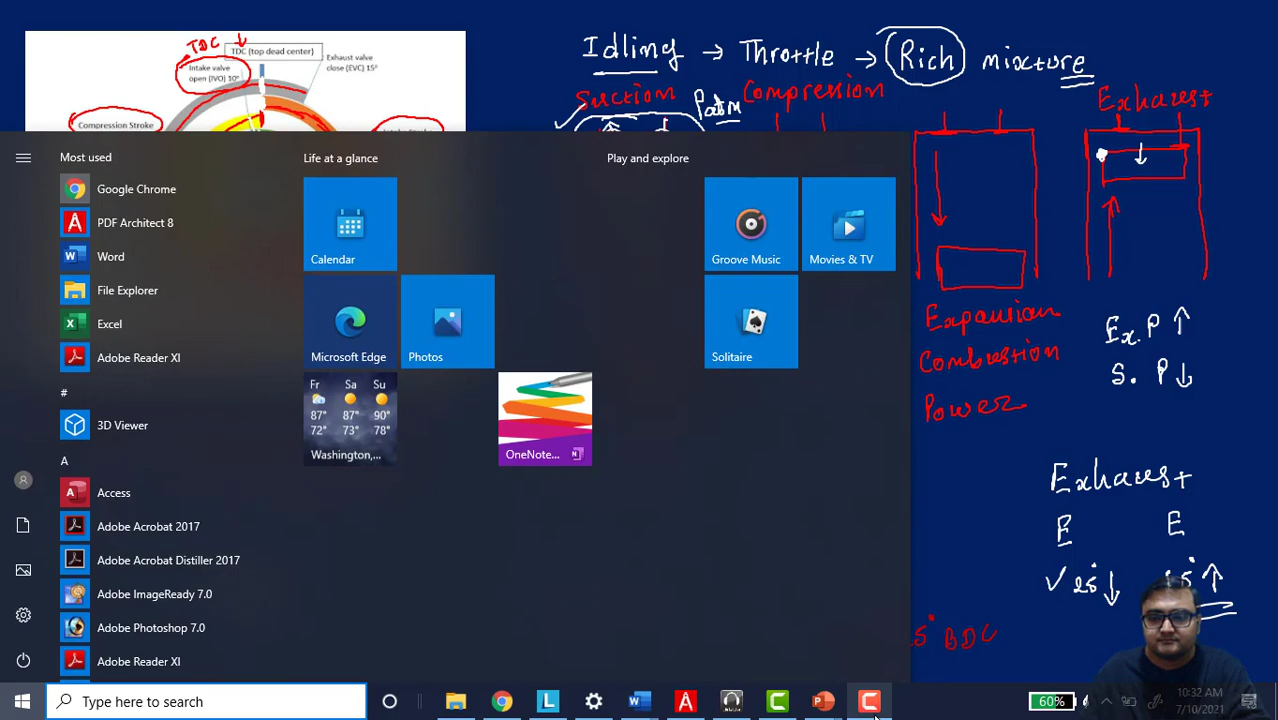 TDC
TDC (top dead center)
Intake valve
open (IVO) 10°
Exhaust valve
close (EVC) 15°
Compression Stroke
Idling → Throttle → Rich mixture
Suction Patm Compression
Exhaust
Expansion
Combustion
Power
Ex. P ↑
S. P ↓
Exhaust
E E
BDC
Most used
Google Chrome
PDF Architect 8
Word
File Explorer
Excel
Adobe Reader XI
#
3D Viewer
A
Access
Adobe Acrobat 2017
Adobe Acrobat Distiller 2017
Adobe ImageReady 7.0
Adobe Photoshop 7.0
Adobe Reader XI
Life at a glance
Calendar
Microsoft Edge
Photos
Fr Sa Su
87° 87° 90°
72° 73° 78°
Washington,...
OneNote...
Play and explore
Groove Music
Movies & TV
Solitaire
Type here to search
60%
10:32 AM
7/10/2021